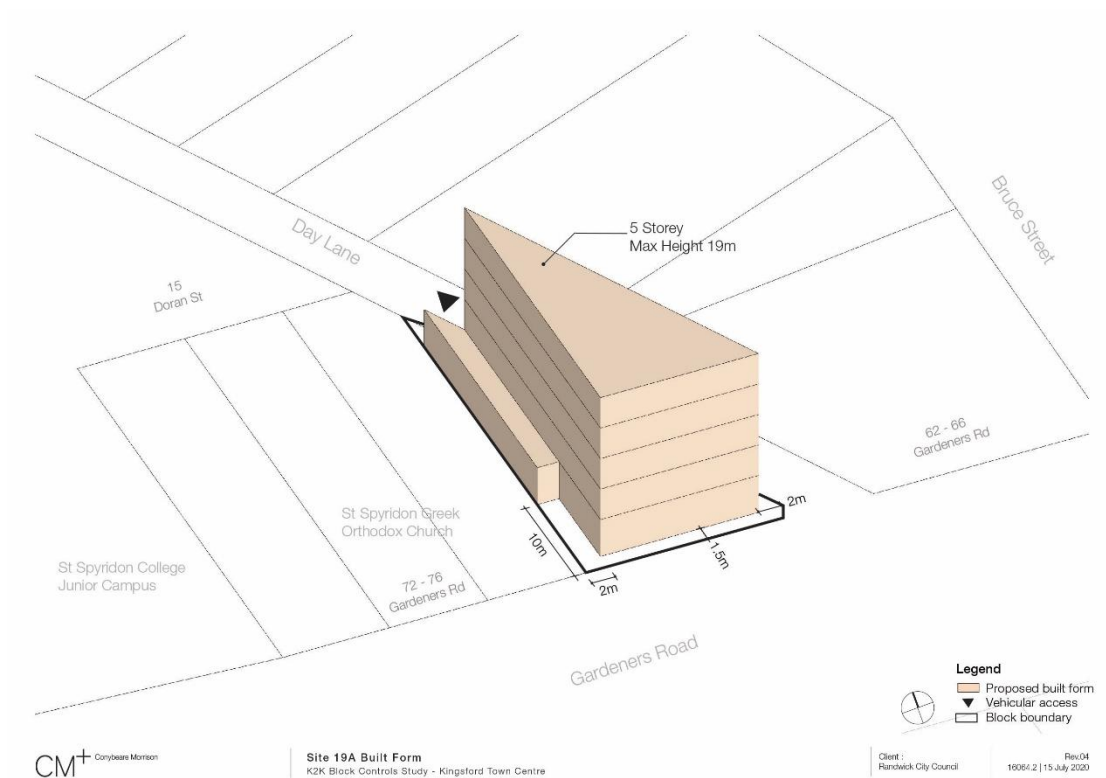 Bruce Street
Day Lane
5 Storey
Max Height 19m
15
Doran St
62 - 66
Gardeners Rd
2m
1.5m
St Spyridon Greek
Orthodox Church
10m
St Spyridon College
Junior Campus
72 - 76
Gardeners Rd
2m
Gardeners Road
Legend
Proposed built form
Vehicular access
Block boundary
CM+ Conybeare Morrison
Site 19A Built Form
K2K Block Controls Study - Kingsford Town Centre
Client :
Randwick City Council
Rev.04
16064.2 | 15 July 2020